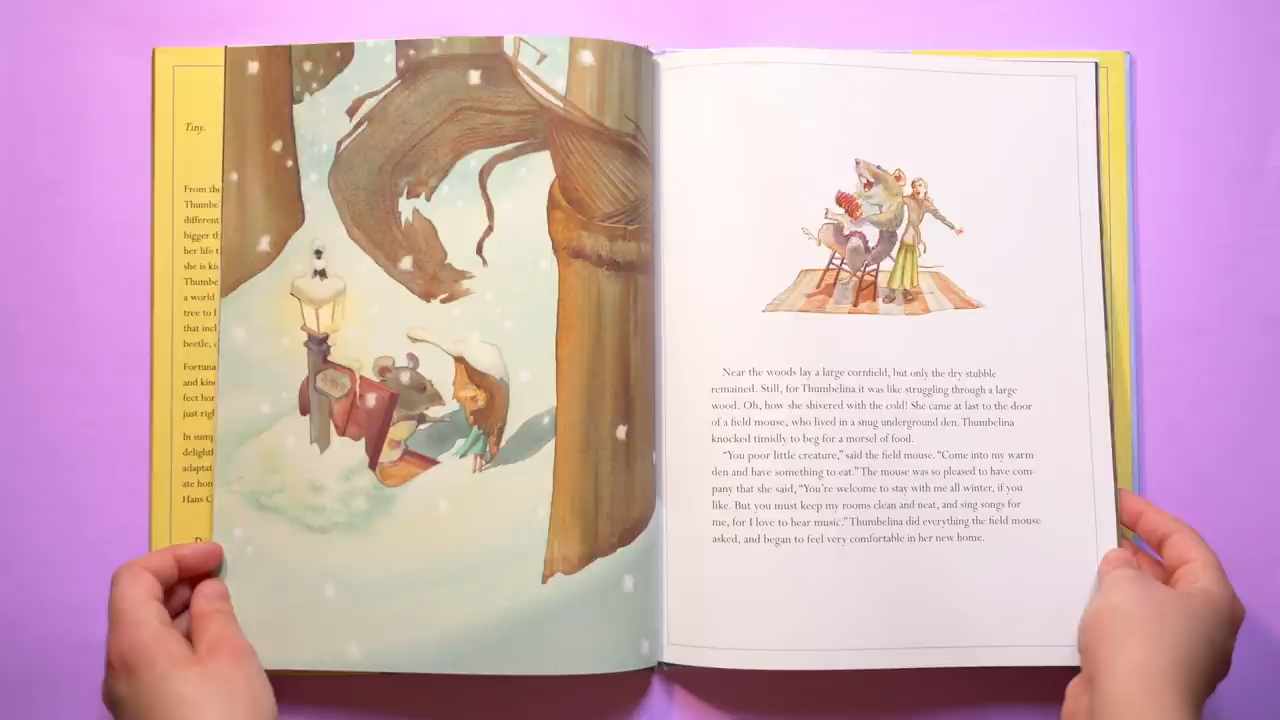 Tiny.
From the
Thumbe
different
bigger th
her life t
she is ki
Thumbe
a world
tree to
that incl
beetle,
Fortuna
and kin
fect hor
just righ
In sump
delight
adaptat
ate hon
Hans C
Near the woods lay a large cornfield, but only the dry stubble
remained. Still, for Thumbelina it was like struggling through a large
wood. Oh, how she shivered with the cold! She came at last to the door
of a field mouse, who lived in a snug underground den. Thumbelina
knocked timidly to beg for a morsel of food.
“You poor little creature,” said the field mouse. “Come into my warm
den and have something to eat.” The mouse was so pleased to have com-
pany that she said, “You’re welcome to stay with me all winter, if you
like. But you must keep my rooms clean and neat, and sing songs for
me, for I love to hear music.” Thumbelina did everything the field mouse
asked, and began to feel very comfortable in her new home.